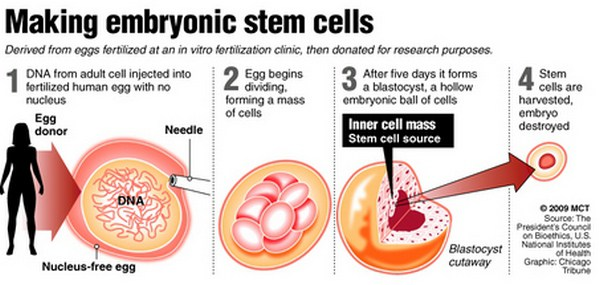 Making embryonic stem cells
Derived from eggs fertilized at an in vitro fertilization clinic, then donated for research purposes.
1 DNA from adult cell injected into
fertilized human egg with no
nucleus
Egg
donor
Needle
DNA
Nucleus-free egg
2 Egg begins
dividing,
forming a mass
of cells
3 After five days it forms
a blastocyst, a hollow
embryonic ball of cells
Inner cell mass
Stem cell source
Blastocyst
cutaway
4 Stem
cells are
harvested,
embryo
destroyed
© 2009 MCT
Source: The
President's Council
on Bioethics, U.S.
National Institutes
of Health
Graphic: Chicago
Tribune